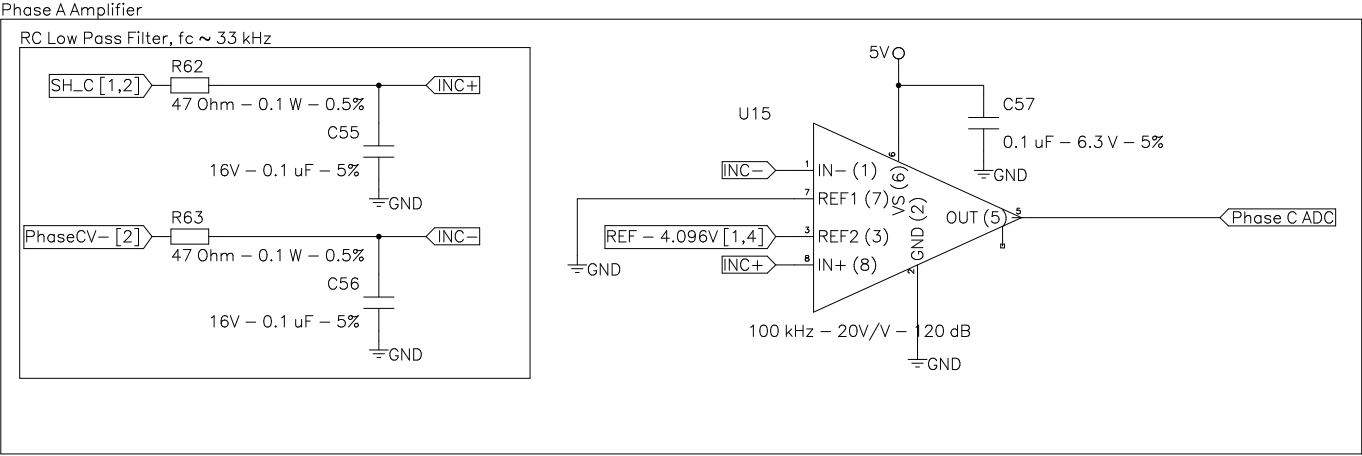 Phase A Amplifier
RC Low Pass Filter, fc ~ 33 kHz
SH_C [1,2]
R62
47 Ohm – 0.1 W – 0.5%
INC+
C55
16V – 0.1 uF – 5%
GND
PhaseCV– [2]
R63
47 Ohm – 0.1 W – 0.5%
INC–
C56
16V – 0.1 uF – 5%
GND
5V
C57
0.1 uF – 6.3 V – 5%
GND
U15
INC–
1
IN– (1)
7
REF1 (7)
GND
REF – 4.096V [1,4]
3
REF2 (3)
INC+
8
IN+ (8)
6
VS (6)
GND (2)
2
OUT (5)
5
Phase C ADC
100 kHz – 20V/V – 120 dB
GND